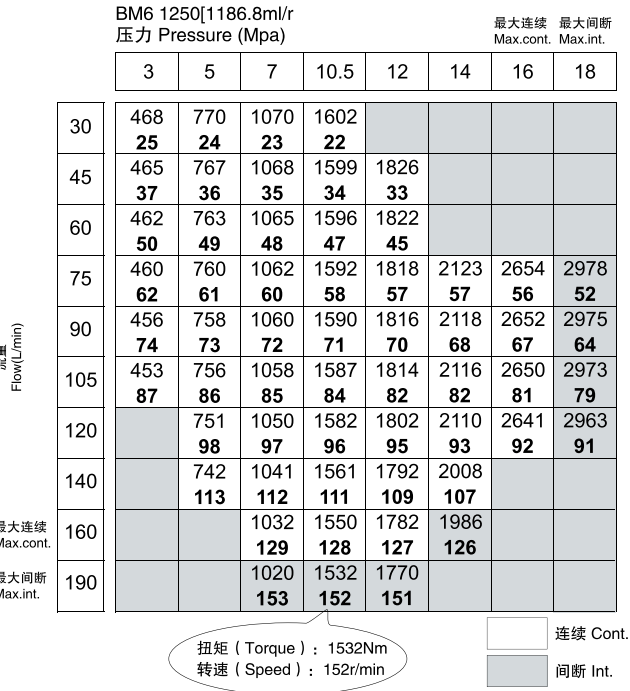 BM6 1250[1186.8ml/r
压力 Pressure (Mpa)
最大连续 最大间断
Max.cont. Max.int.
3 5 7 10.5 12 14 16 18
30 468 770 1070 1602
25 24 23 22
45 465 767 1068 1599 1826
37 36 35 34 33
60 462 763 1065 1596 1822
50 49 48 47 45
75 460 760 1062 1592 1818 2123 2654 2978
62 61 60 58 57 57 56 52
90 456 758 1060 1590 1816 2118 2652 2975
74 73 72 71 70 68 67 64
105 453 756 1058 1587 1814 2116 2650 2973
87 86 85 84 82 82 81 79
120 751 1050 1582 1802 2110 2641 2963
98 97 96 95 93 92 91
140 742 1041 1561 1792 2008
113 112 111 109 107
160 1032 1550 1782 1986
129 128 127 126
190 1020 1532 1770
153 152 151
流量
Flow(L/min)
最大连续
Max.cont.
最大间断
Max.int.
扭矩（Torque）：1532Nm
转速（Speed）：152r/min
连续 Cont.
间断 Int.